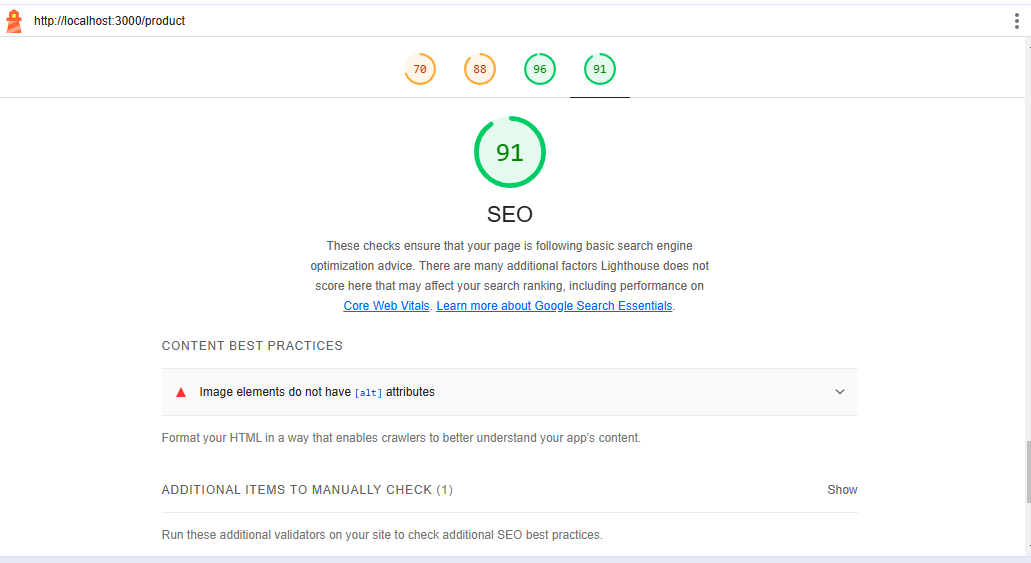 http://localhost:3000/product
70 88 96 91
91
SEO
These checks ensure that your page is following basic search engine
optimization advice. There are many additional factors Lighthouse does not
score here that may affect your search ranking, including performance on
Core Web Vitals. Learn more about Google Search Essentials.
CONTENT BEST PRACTICES
Image elements do not have [alt] attributes
Format your HTML in a way that enables crawlers to better understand your app's content.
ADDITIONAL ITEMS TO MANUALLY CHECK (1) Show
Run these additional validators on your site to check additional SEO best practices.